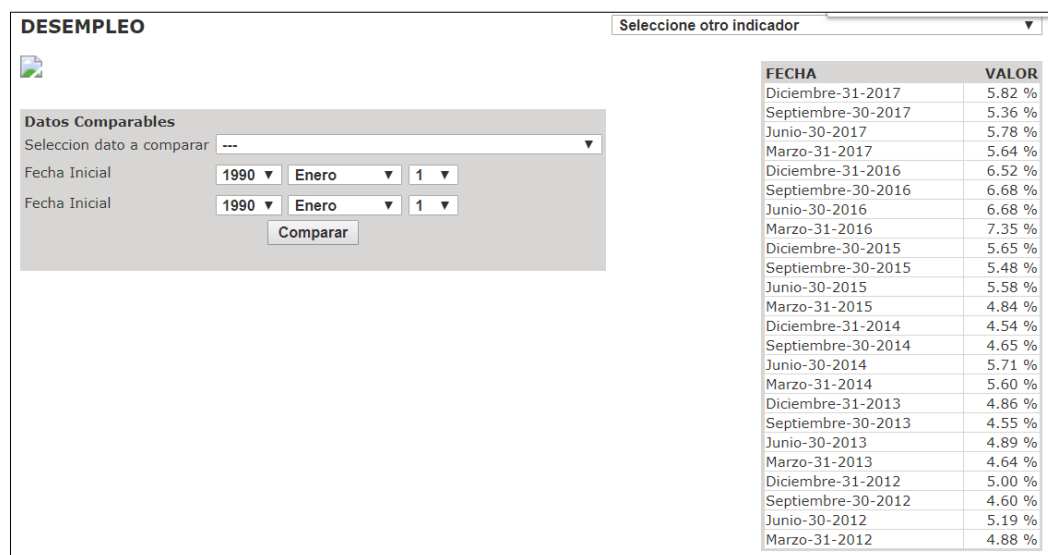 DESEMPLEO
Seleccione otro indicador
Datos Comparables
Seleccion dato a comparar ---
Fecha Inicial 1990 Enero 1
Fecha Inicial 1990 Enero 1
Comparar
FECHA VALOR
Diciembre-31-2017 5.82 %
Septiembre-30-2017 5.36 %
Junio-30-2017 5.78 %
Marzo-31-2017 5.64 %
Diciembre-31-2016 6.52 %
Septiembre-30-2016 6.68 %
Junio-30-2016 6.68 %
Marzo-31-2016 7.35 %
Diciembre-30-2015 5.65 %
Septiembre-30-2015 5.48 %
Junio-30-2015 5.58 %
Marzo-31-2015 4.84 %
Diciembre-31-2014 4.54 %
Septiembre-30-2014 4.65 %
Junio-30-2014 5.71 %
Marzo-31-2014 5.60 %
Diciembre-31-2013 4.86 %
Septiembre-30-2013 4.55 %
Junio-30-2013 4.89 %
Marzo-31-2013 4.64 %
Diciembre-31-2012 5.00 %
Septiembre-30-2012 4.60 %
Junio-30-2012 5.19 %
Marzo-31-2012 4.88 %